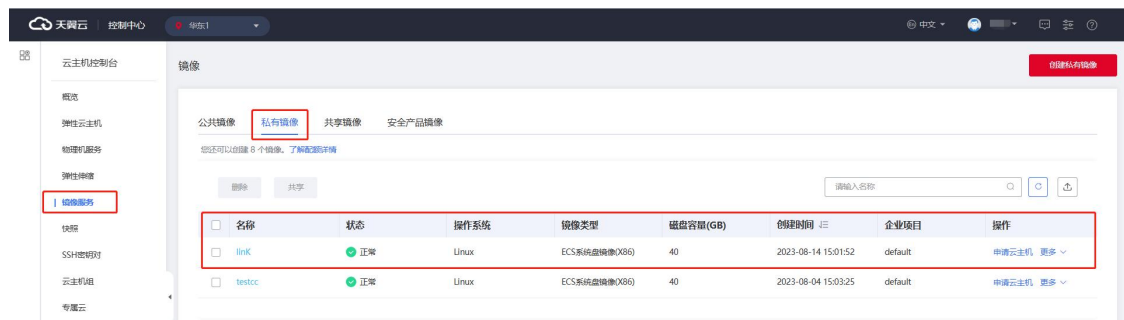 天翼云 控制中心 华东1 中文
云主机控制台
概览
弹性云主机
物理机服务
弹性伸缩
镜像服务
快照
SSH密钥对
云主机组
专属云
镜像 创建私有镜像
公共镜像 私有镜像 共享镜像 安全产品镜像
您还可以创建 8 个镜像。了解配额详情
删除 共享 请输入名称
名称 状态 操作系统 镜像类型 磁盘容量(GB) 创建时间 企业项目 操作
linK 正常 Linux ECS系统盘镜像(X86) 40 2023-08-14 15:01:52 default 申请云主机 更多
testcc 正常 Linux ECS系统盘镜像(X86) 40 2023-08-04 15:03:25 default 申请云主机 更多